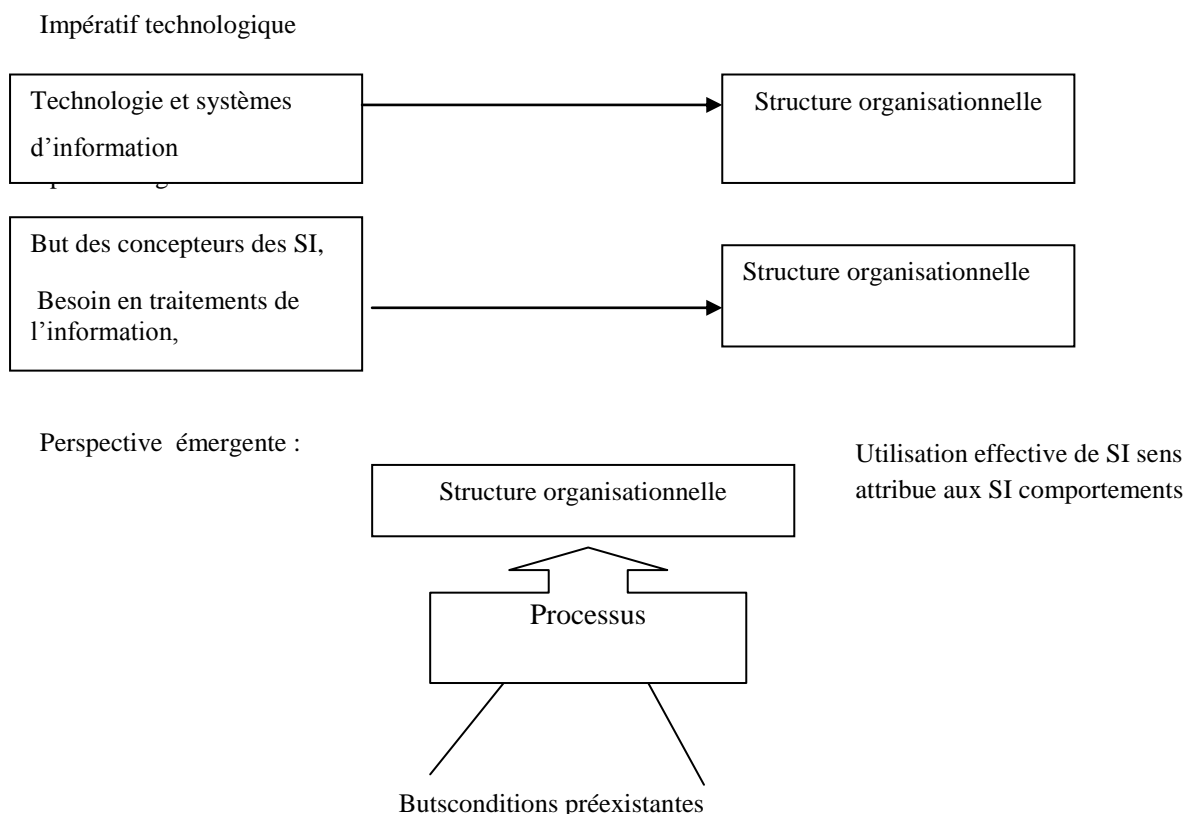 Impératif technologique
Technologie et systèmes
d’information
Structure organisationnelle
But des concepteurs des SI,
Besoin en traitements de
l’information,
Structure organisationnelle
Perspective émergente :
Utilisation effective de SI sens
attribue aux SI comportements
Structure organisationnelle
Processus
Butsconditions préexistantes